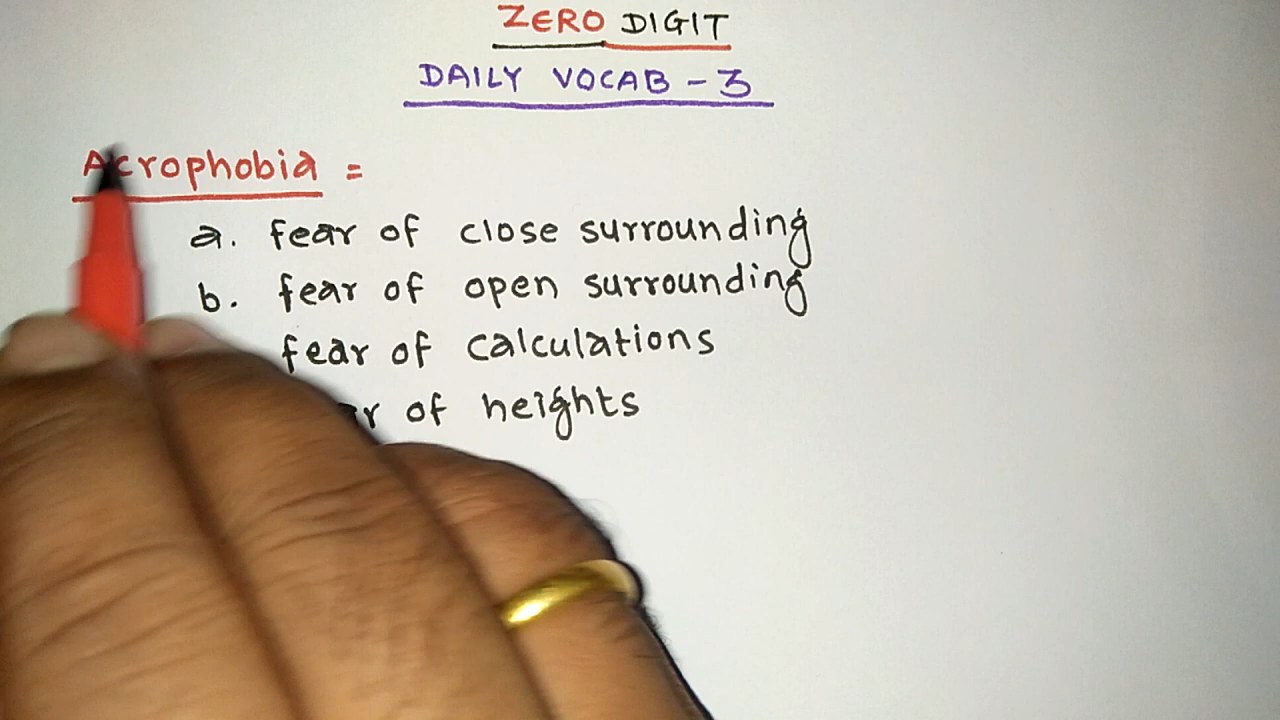 ZERO DIGIT
DAILY VOCAB - 3
Acrophobia =
a. fear of close surrounding
b. fear of open surrounding
fear of calculations
of heights